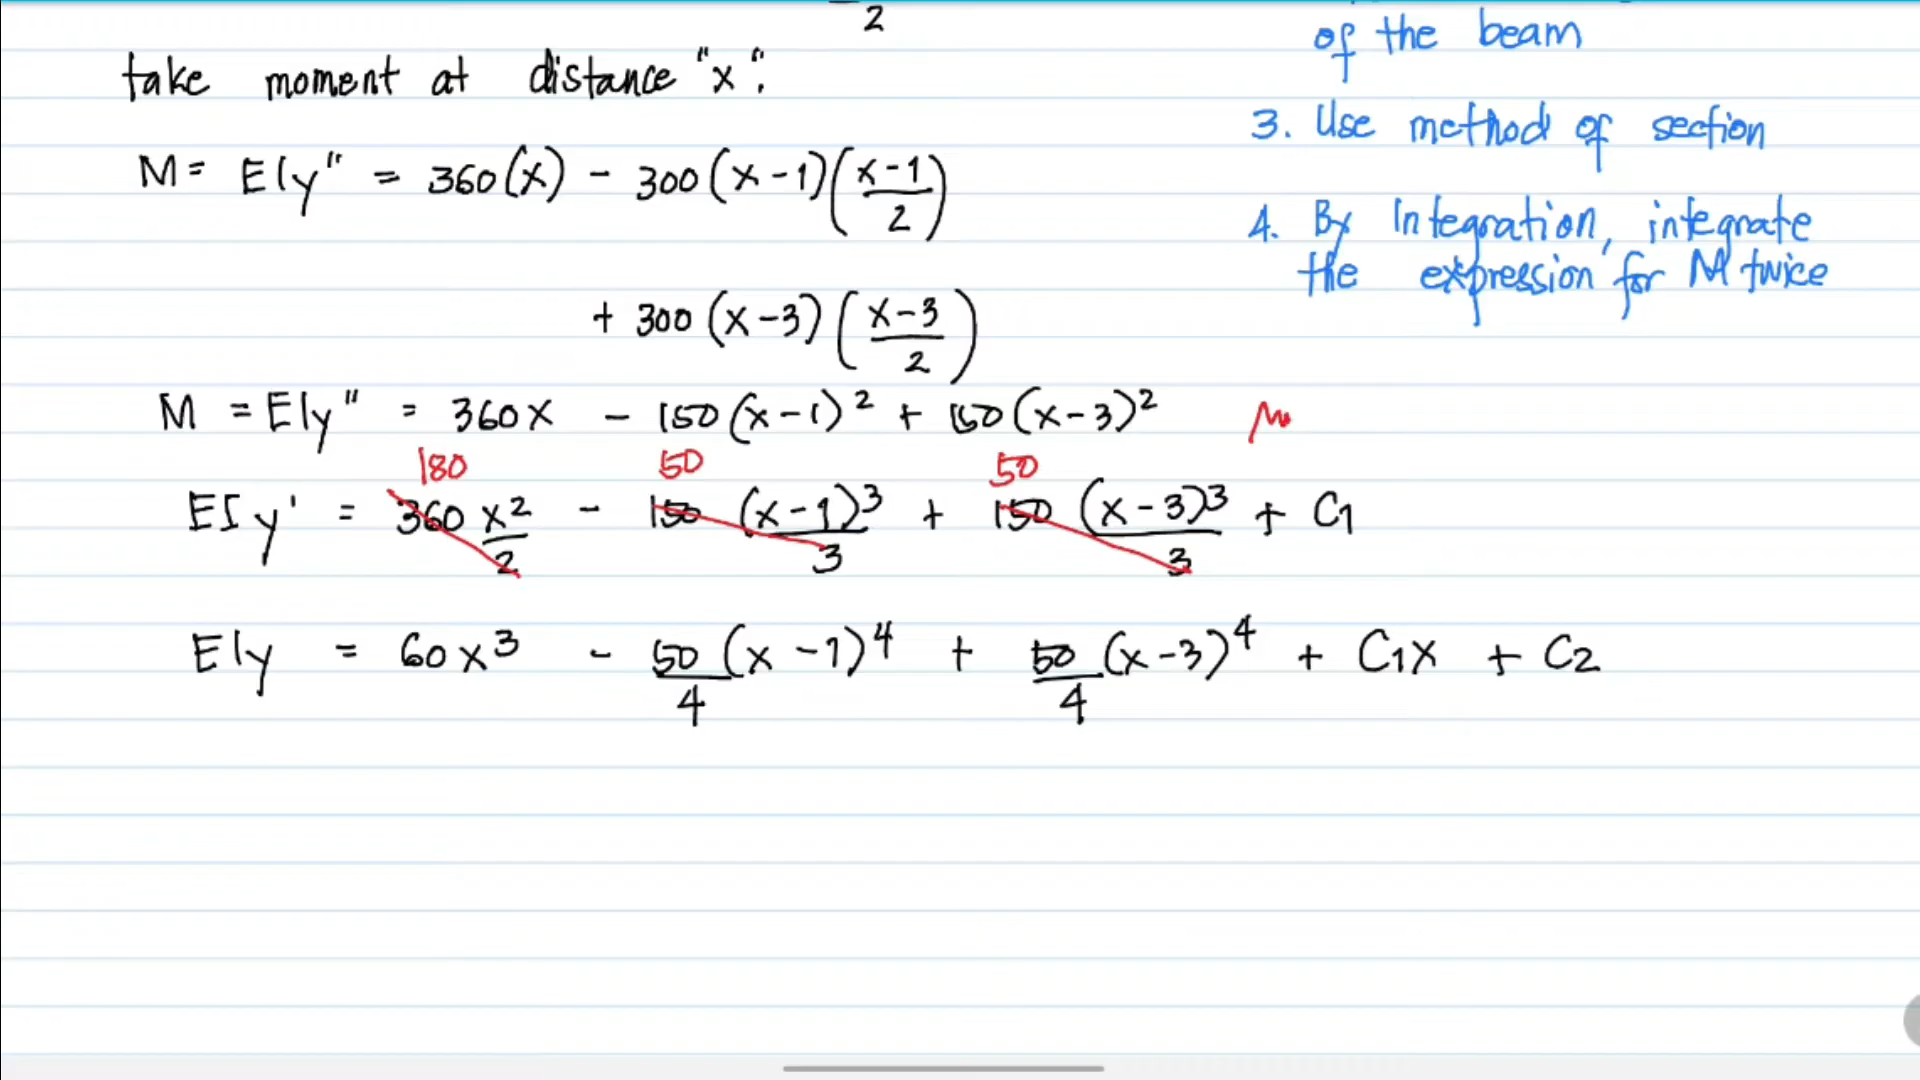 2
take moment at distance "x".
M = EIy" = 360(x) - 300(x-1)(x-1/2)
+ 300(x-3)(x-3/2)
M = EIy" = 360x - 150(x-1)² + 150(x-3)²
180 50 50
EIy' = 360 x²/2 - 150 (x-1)³/3 + 150 (x-3)³/3 + C1
EIy = 60x³ - 50/4 (x-1)⁴ + 50/4 (x-3)⁴ + C1x + C2
of the beam
3. Use method of section
4. By Integration, integrate
the expression for M twice